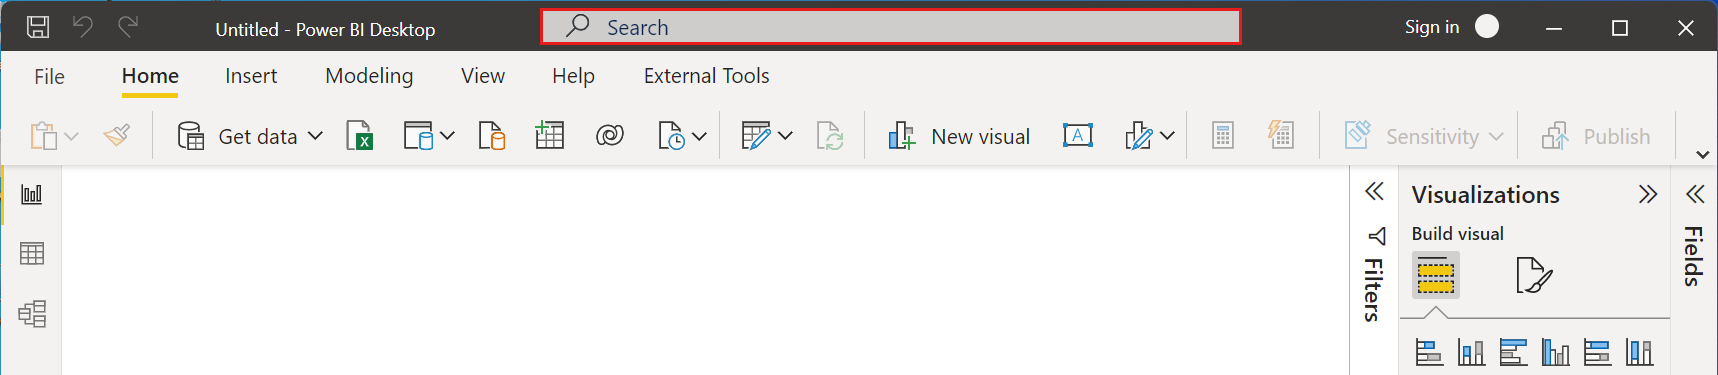 Untitled - Power BI Desktop
Search
Sign in
File Home Insert Modeling View Help External Tools
Get data New visual A Sensitivity Publish
Visualizations
Build visual
Filters
Fields